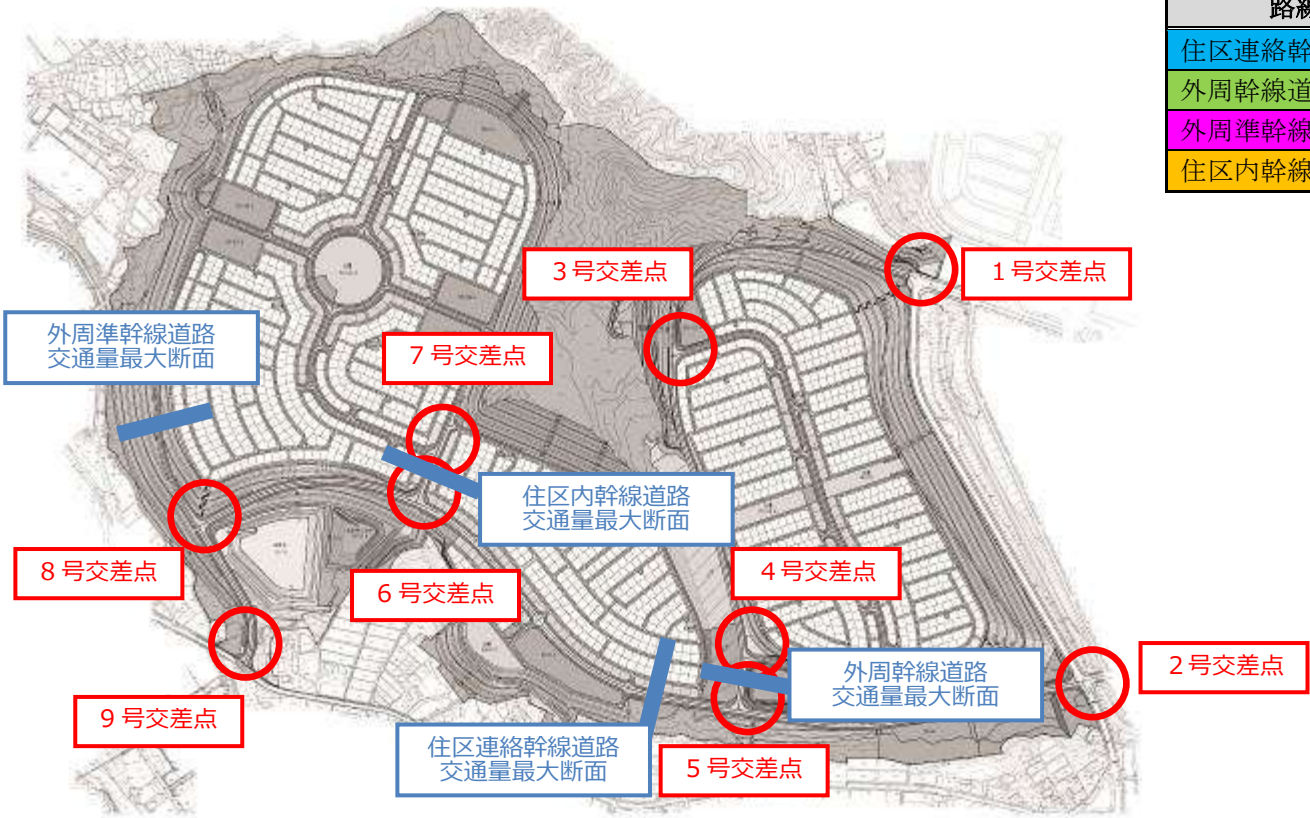 路線
住区連絡幹
外周幹線道
外周準幹線
住区内幹線
3号交差点
1号交差点
外周準幹線道路
交通量最大断面
7号交差点
住区内幹線道路
交通量最大断面
8号交差点
6号交差点
4号交差点
外周幹線道路
交通量最大断面
2号交差点
9号交差点
住区連絡幹線道路
交通量最大断面
5号交差点